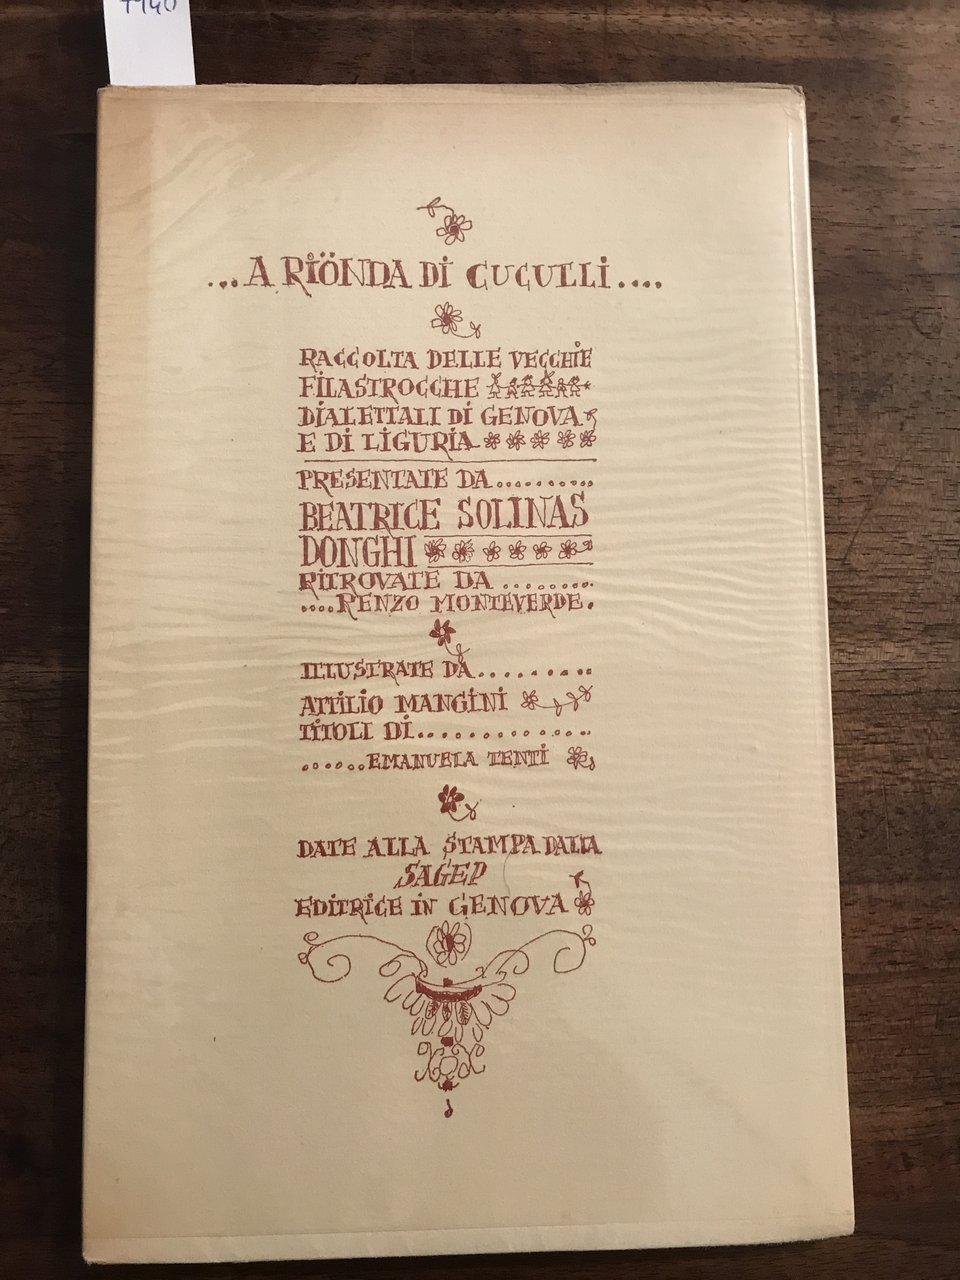 1140
...A RIÖNDA DI CUCULLI....
RACCOLTA DELLE VECCHIE
FILASTROCCHE
DIALETTALI DI GENOVA
E DI LIGURIA
PRESENTATE DA..........
BEATRICE SOLINAS
DONGHI
RITROVATE DA .........
....RENZO MONTEVERDE.
ILLUSTRATE DA..........
ATTILIO MANGINI
TITOLI DI..............
......EMANUELA TENTI
DATE ALLA STAMPA DALLA
SAGEP
EDITRICE IN GENOVA